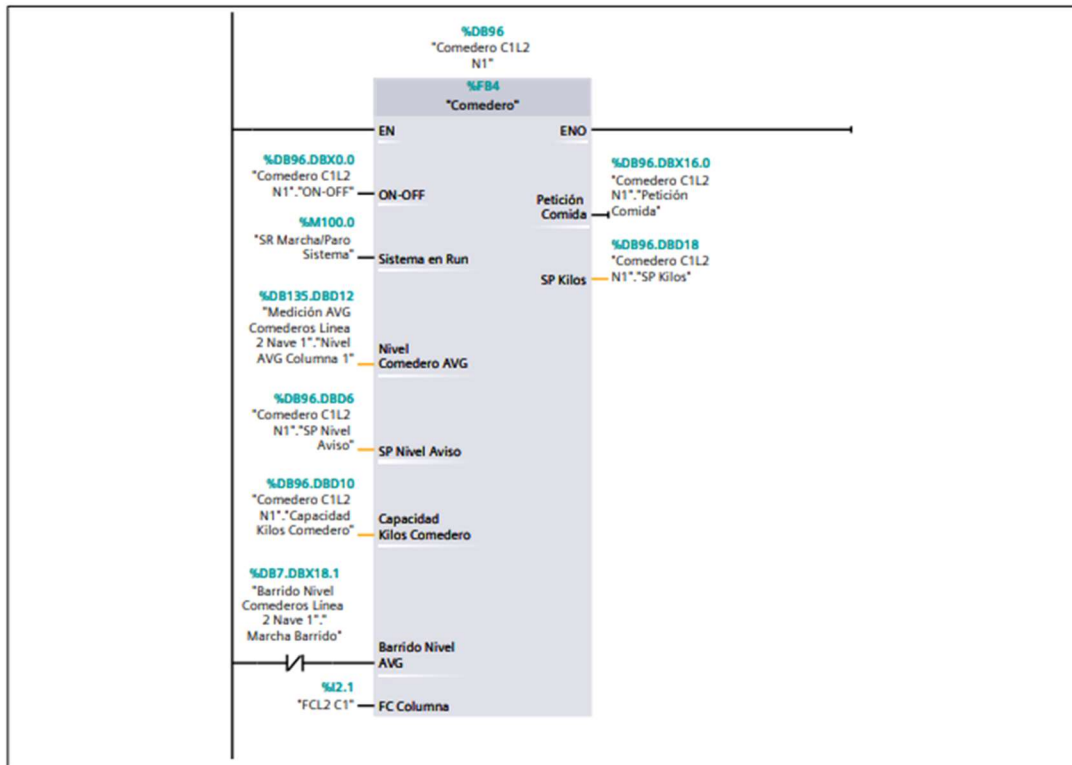 %DB96
"Comedero C1L2
N1"
%FB4
"Comedero"
EN
ENO
%DB96.DBX0.0
"Comedero C1L2
N1"."ON-OFF"
ON-OFF
%M100.0
"SR Marcha/Paro
Sistema"
Sistema en Run
%DB135.DBD12
"Medición AVG
Comederos Linea
2 Nave 1"."Nivel
AVG Columna 1"
Nivel
Comedero AVG
%DB96.DBD6
"Comedero C1L2
N1"."SP Nivel
Aviso"
SP Nivel Aviso
%DB96.DBD10
"Comedero C1L2
N1"."Capacidad
Kilos Comedero"
Capacidad
Kilos Comedero
%DB7.DBX18.1
"Barrido Nivel
Comederos Línea
2 Nave 1"."
Marcha Barrido"
Barrido Nivel
AVG
%I2.1
"FCL2 C1"
FC Columna
Petición
Comida
%DB96.DBX16.0
"Comedero C1L2
N1"."Petición
Comida"
SP Kilos
%DB96.DBD18
"Comedero C1L2
N1"."SP Kilos"